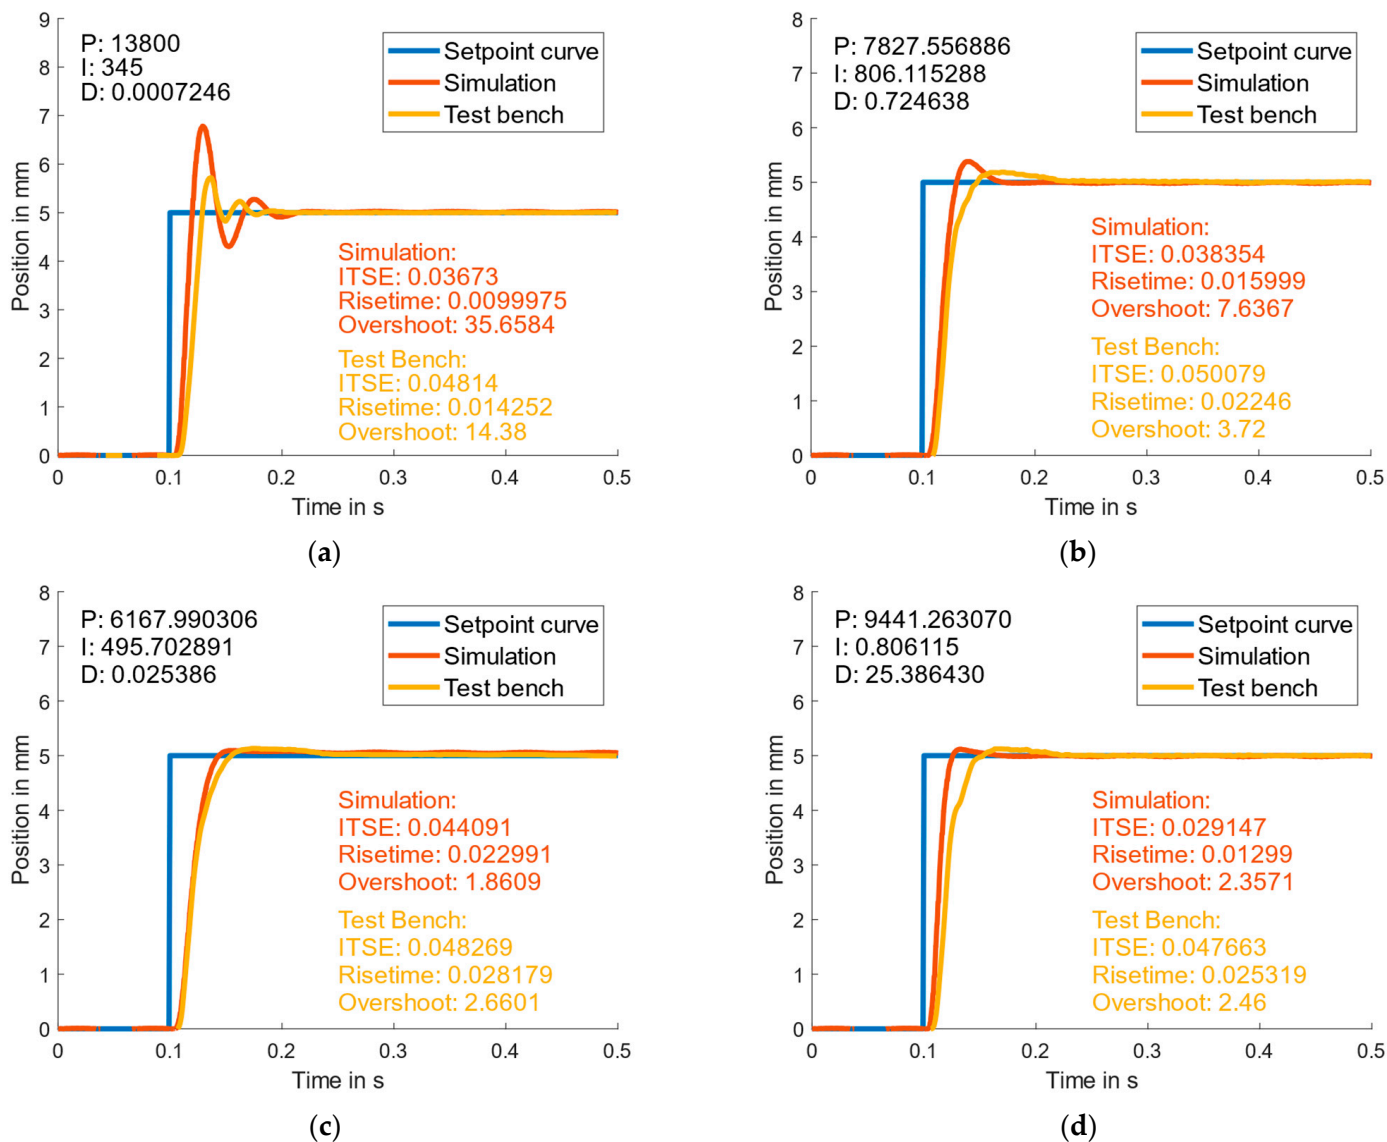 9
8
7
6
5
4
3
2
1
0
Position in mm
P: 13800
I: 345
D: 0.0007246
Setpoint curve
Simulation
Test bench
Simulation:
ITSE: 0.03673
Risetime: 0.0099975
Overshoot: 35.6584
Test Bench:
ITSE: 0.04814
Risetime: 0.014252
Overshoot: 14.38
0 0.1 0.2 0.3 0.4 0.5
Time in s
(a)
8
7
6
5
4
3
2
1
0
Position in mm
P: 7827.556886
I: 806.115288
D: 0.724638
Setpoint curve
Simulation
Test bench
Simulation:
ITSE: 0.038354
Risetime: 0.015999
Overshoot: 7.6367
Test Bench:
ITSE: 0.050079
Risetime: 0.02246
Overshoot: 3.72
0 0.1 0.2 0.3 0.4 0.5
Time in s
(b)
8
7
6
5
4
3
2
1
0
Position in mm
P: 6167.990306
I: 495.702891
D: 0.025386
Setpoint curve
Simulation
Test bench
Simulation:
ITSE: 0.044091
Risetime: 0.022991
Overshoot: 1.8609
Test Bench:
ITSE: 0.048269
Risetime: 0.028179
Overshoot: 2.6601
0 0.1 0.2 0.3 0.4 0.5
Time in s
(c)
8
7
6
5
4
3
2
1
0
Position in mm
P: 9441.263070
I: 0.806115
D: 25.386430
Setpoint curve
Simulation
Test bench
Simulation:
ITSE: 0.029147
Risetime: 0.01299
Overshoot: 2.3571
Test Bench:
ITSE: 0.047663
Risetime: 0.025319
Overshoot: 2.46
0 0.1 0.2 0.3 0.4 0.5
Time in s
(d)